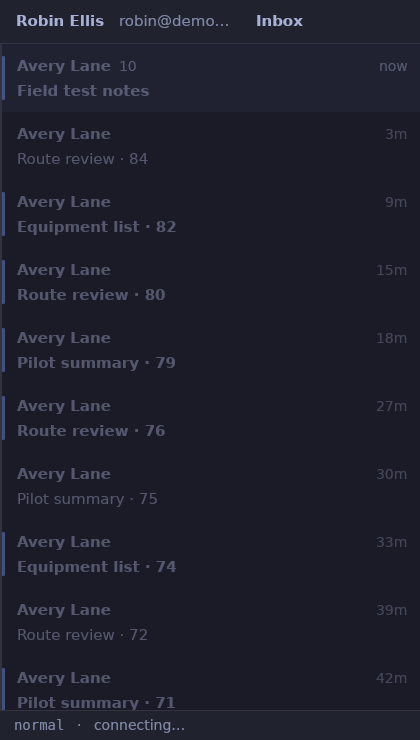 Robin Ellis robin@demo… Inbox
Avery Lane 10 now
Field test notes
Avery Lane 3m
Route review · 84
Avery Lane 9m
Equipment list · 82
Avery Lane 15m
Route review · 80
Avery Lane 18m
Pilot summary · 79
Avery Lane 27m
Route review · 76
Avery Lane 30m
Pilot summary · 75
Avery Lane 33m
Equipment list · 74
Avery Lane 39m
Route review · 72
Avery Lane 42m
Pilot summary · 71
normal · connecting…